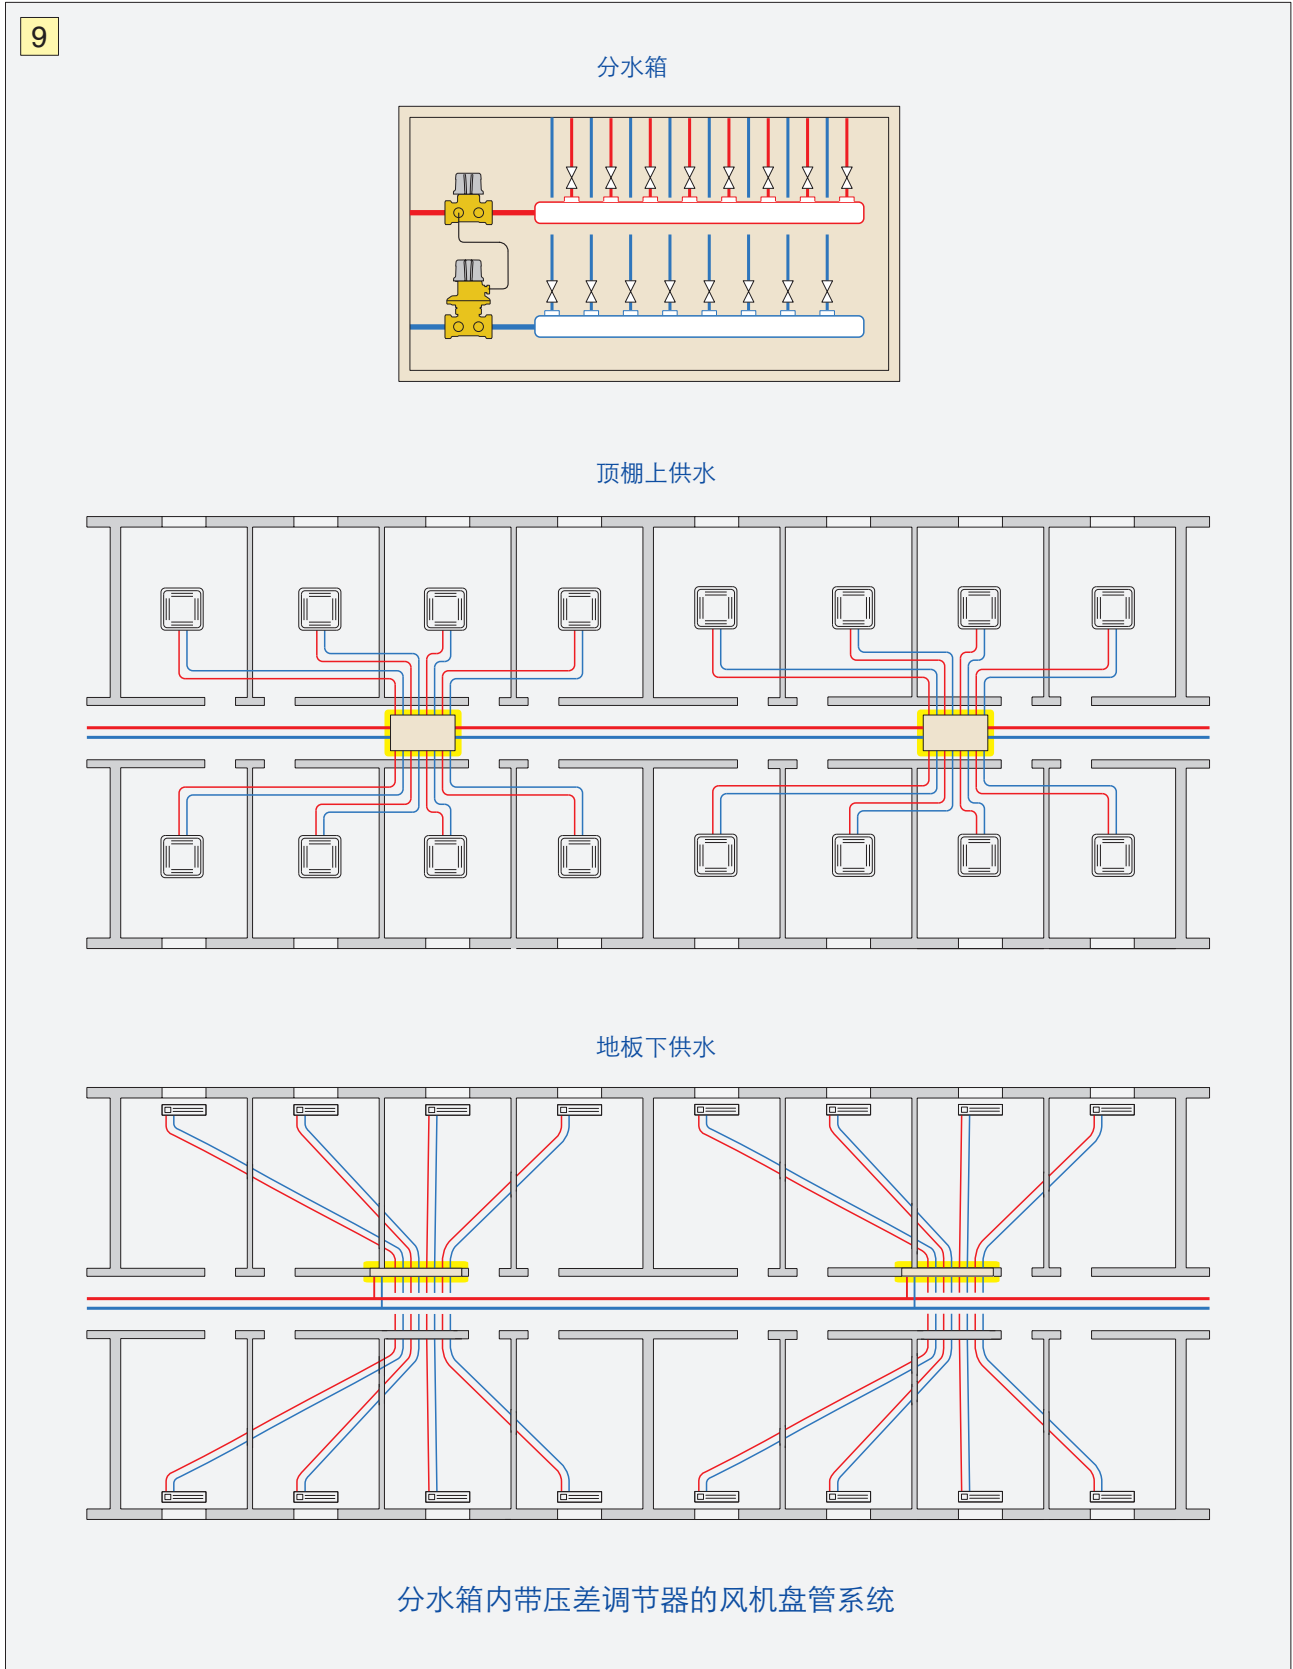 9
分水箱
顶棚上供水
地板下供水
分水箱内带压差调节器的风机盘管系统